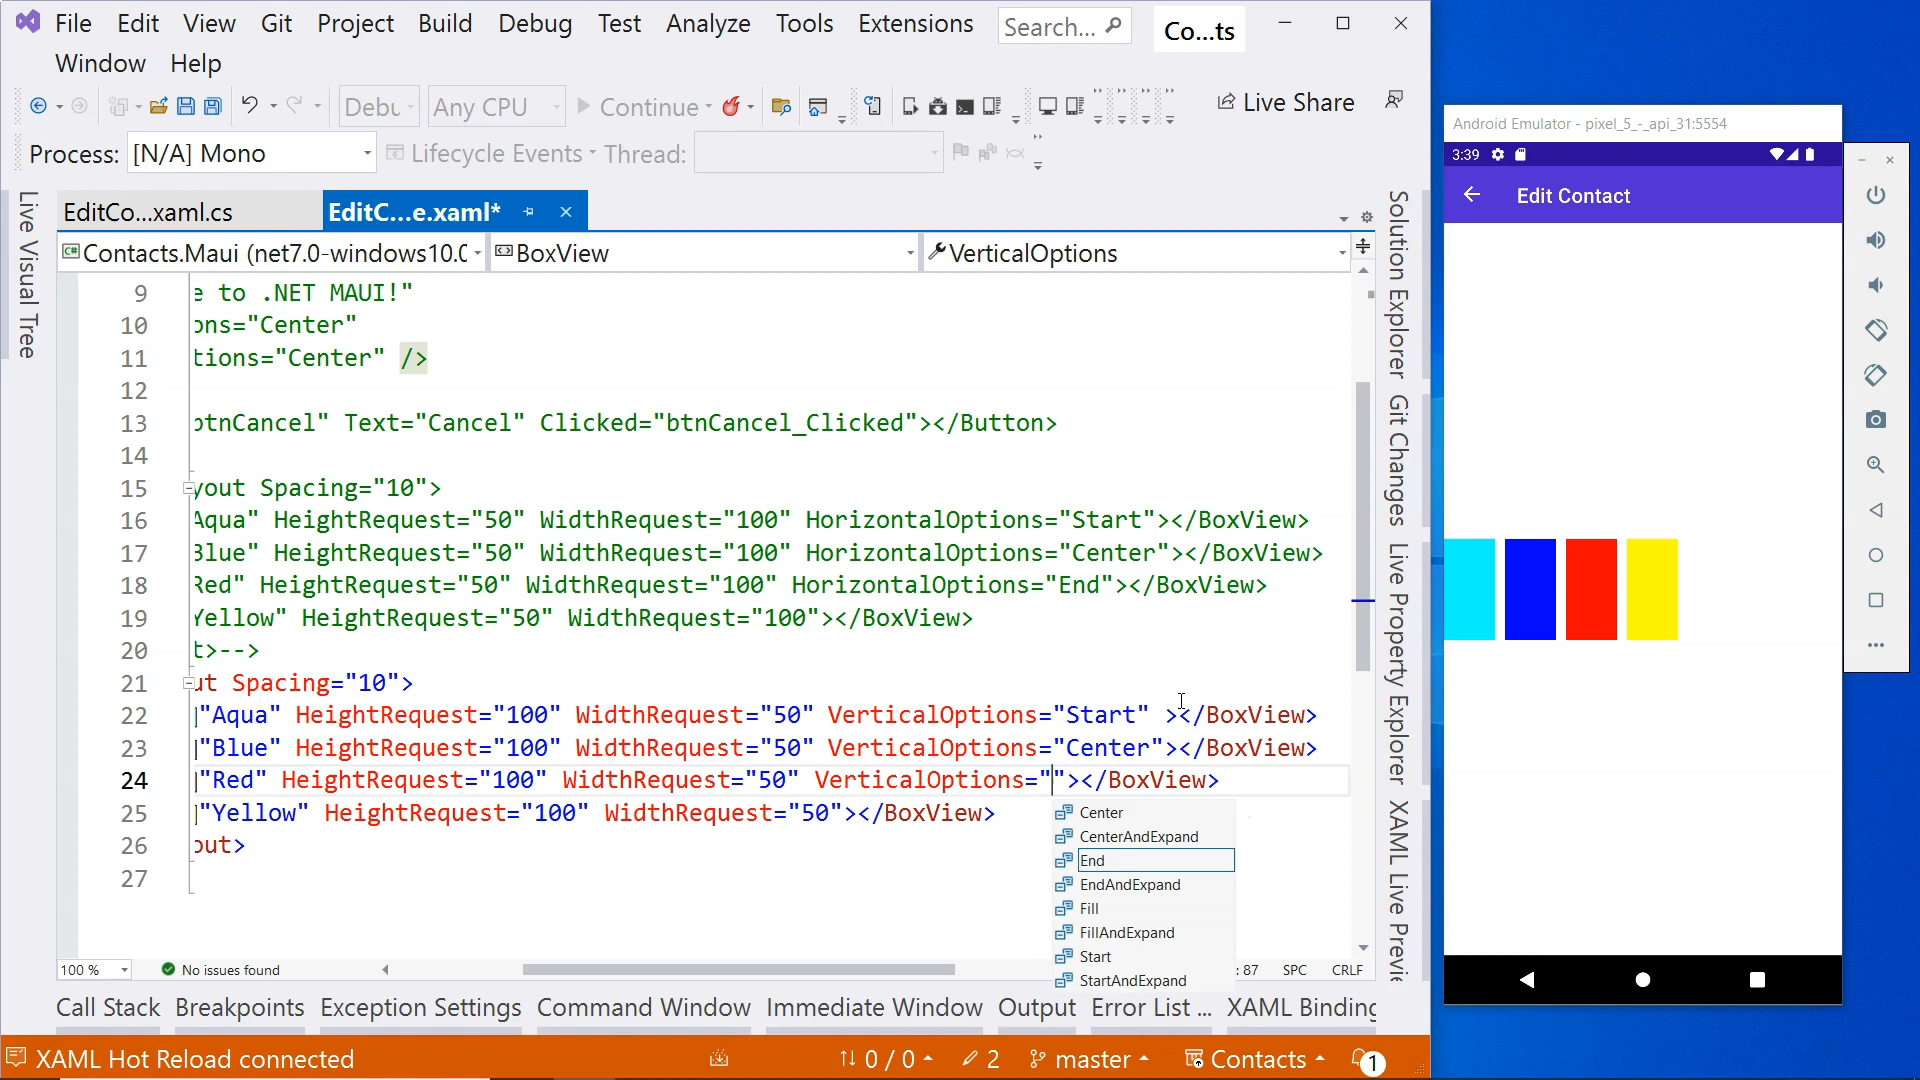 File Edit View Git Project Build Debug Test Analyze Tools Extensions Search... Co...ts
Window Help
Debu Any CPU Continue Live Share
Process: [N/A] Mono Lifecycle Events Thread:
Live Visual Tree
EditCo...xaml.cs EditC...e.xaml*
Contacts.Maui (net7.0-windows10.0 BoxView VerticalOptions
9 e to .NET MAUI!"
10 ons="Center"
11 tions="Center" />
12
13 btnCancel" Text="Cancel" Clicked="btnCancel_Clicked"></Button>
14
15 yout Spacing="10">
16 Aqua" HeightRequest="50" WidthRequest="100" HorizontalOptions="Start"></BoxView>
17 Blue" HeightRequest="50" WidthRequest="100" HorizontalOptions="Center"></BoxView>
18 Red" HeightRequest="50" WidthRequest="100" HorizontalOptions="End"></BoxView>
19 Yellow" HeightRequest="50" WidthRequest="100"></BoxView>
20 t>-->
21 ut Spacing="10">
22 "Aqua" HeightRequest="100" WidthRequest="50" VerticalOptions="Start" ></BoxView>
23 "Blue" HeightRequest="100" WidthRequest="50" VerticalOptions="Center"></BoxView>
24 "Red" HeightRequest="100" WidthRequest="50" VerticalOptions=""></BoxView>
25 "Yellow" HeightRequest="100" WidthRequest="50"></BoxView>
26 out>
27
Center
CenterAndExpand
End
EndAndExpand
Fill
FillAndExpand
Start
StartAndExpand
100 % No issues found :87 SPC CRLF
Call Stack Breakpoints Exception Settings Command Window Immediate Window Output Error List ... XAML Binding
XAML Hot Reload connected 0 / 0 2 master Contacts 1
Solution Explorer
Git Changes
Live Property Explorer
XAML Live Previe
Android Emulator - pixel_5_-_api_31:5554
3:39
Edit Contact